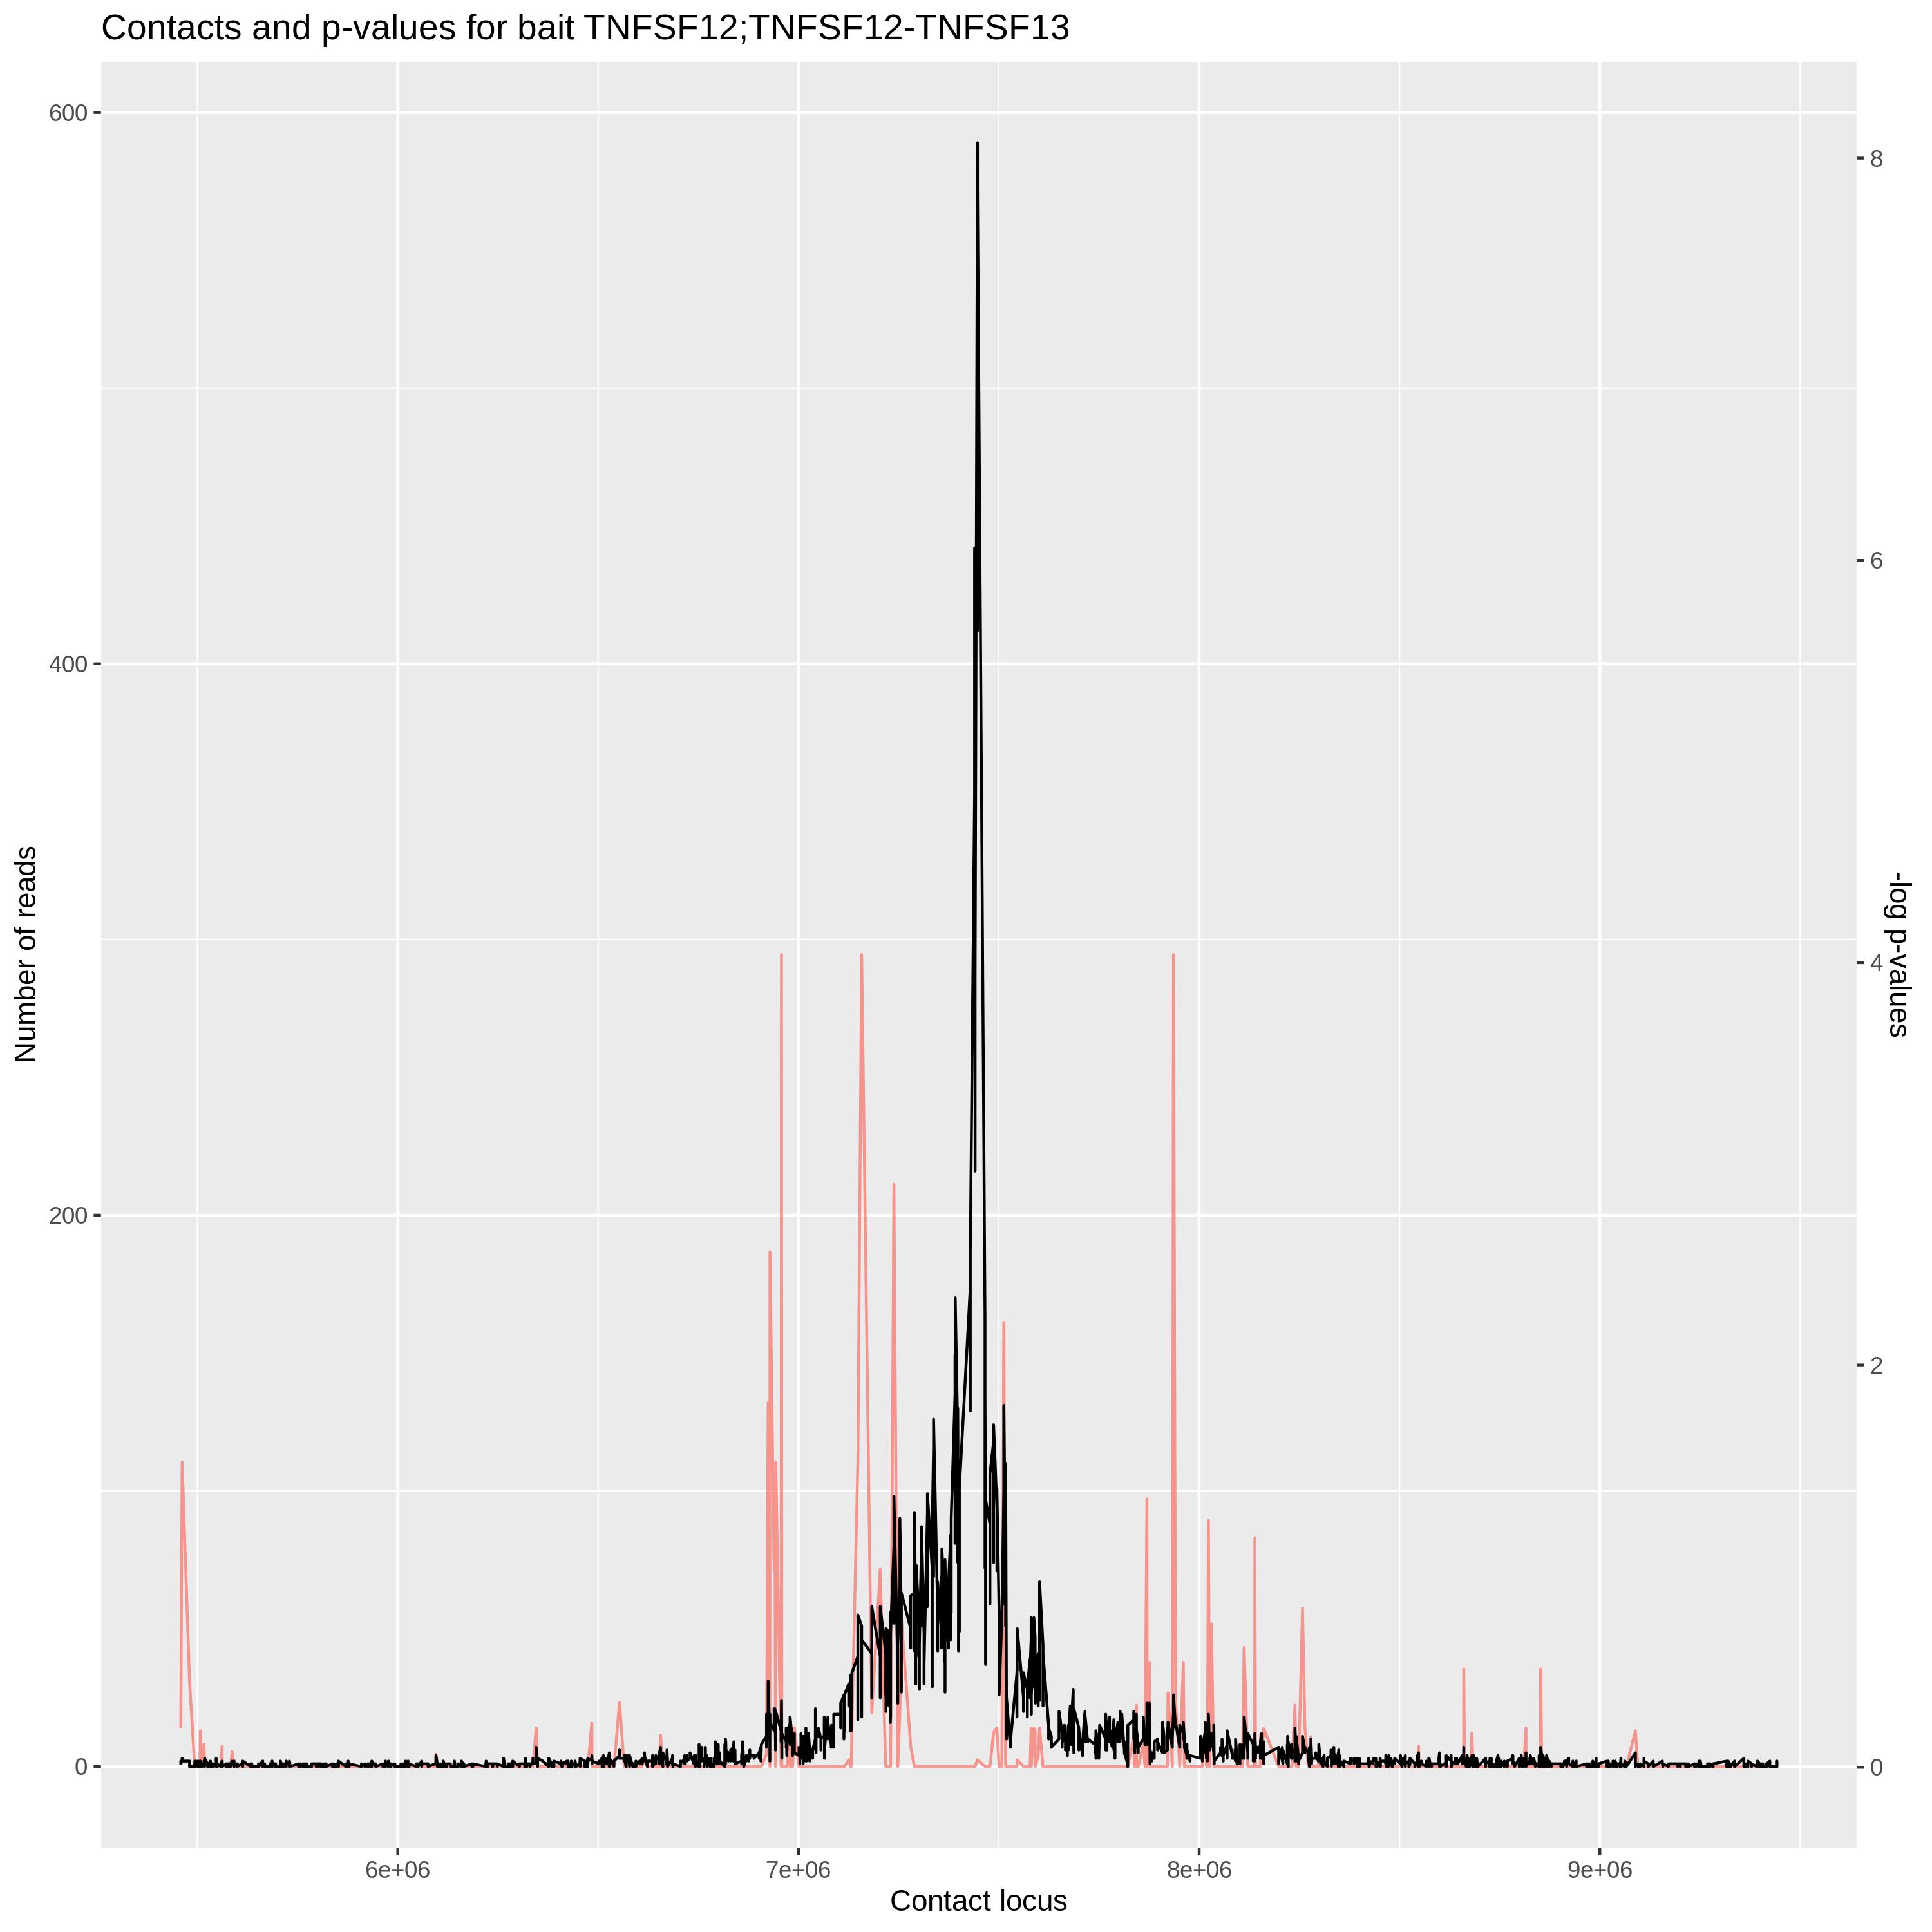 Contacts and p-values for bait TNFSF12;TNFSF12-TNFSF13
600
400
200
0
Number of reads
8
6
4
2
0
-log p-values
6e+06
7e+06
8e+06
9e+06
Contact locus